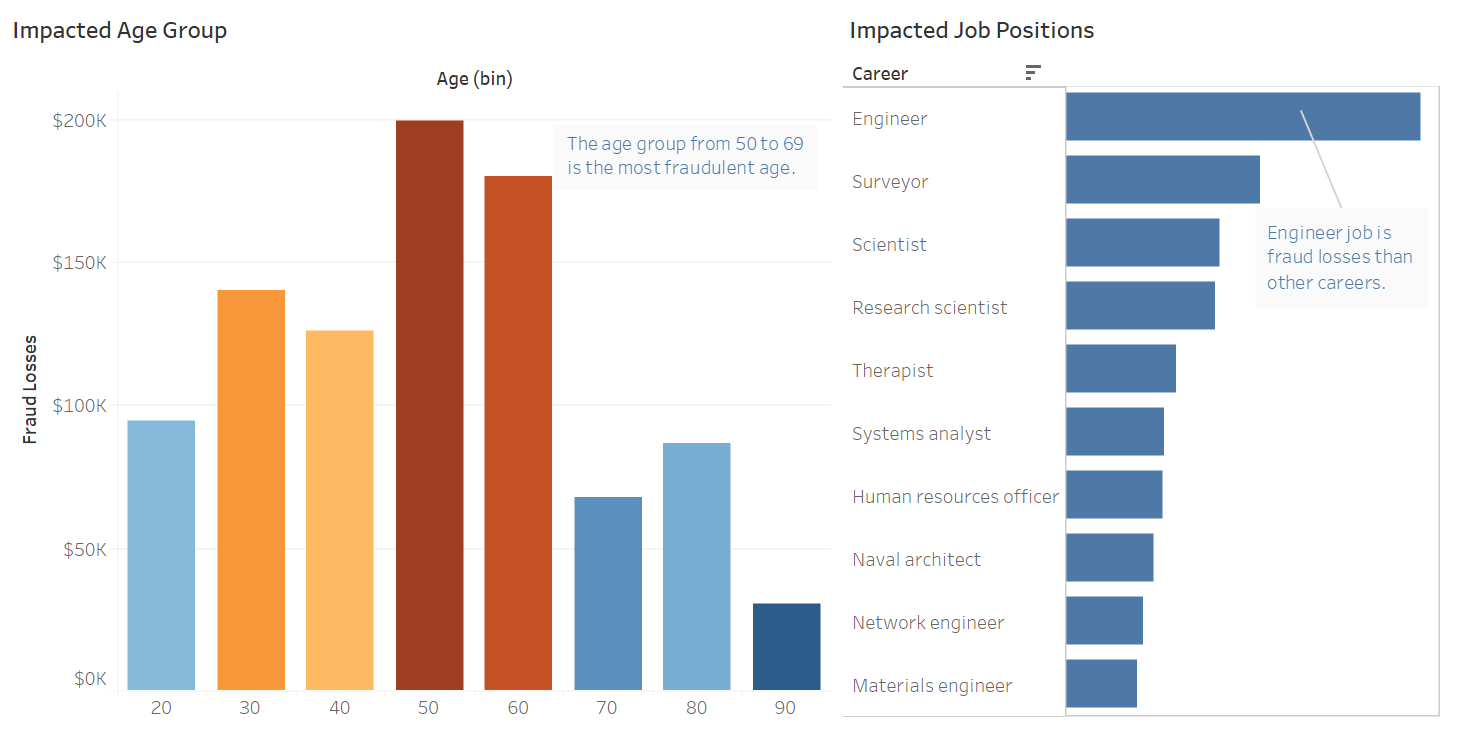 Impacted Age Group
Age (bin)
Fraud Losses
$200K
$150K
$100K
$50K
$0K
The age group from 50 to 69
is the most fraudulent age.
20 30 40 50 60 70 80 90
Impacted Job Positions
Career
Engineer
Surveyor
Scientist
Research scientist
Therapist
Systems analyst
Human resources officer
Naval architect
Network engineer
Materials engineer
Engineer job is
fraud losses than
other careers.